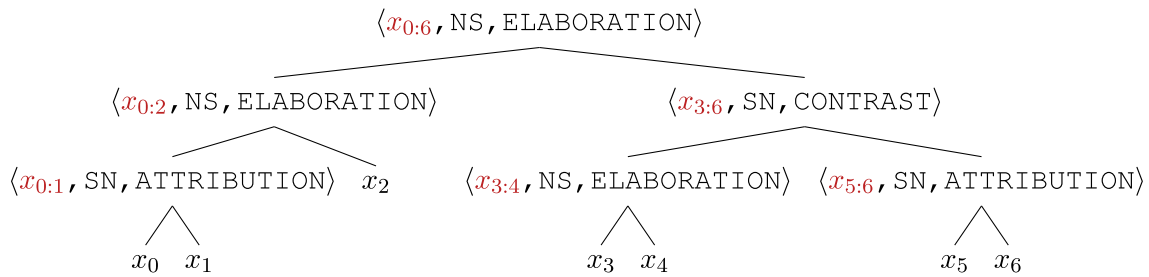 ⟨x0:6,NS,ELABORATION⟩
⟨x0:2,NS,ELABORATION⟩ ⟨x3:6,SN,CONTRAST⟩
⟨x0:1,SN,ATTRIBUTION⟩ x2 ⟨x3:4,NS,ELABORATION⟩ ⟨x5:6,SN,ATTRIBUTION⟩
x0 x1 x3 x4 x5 x6